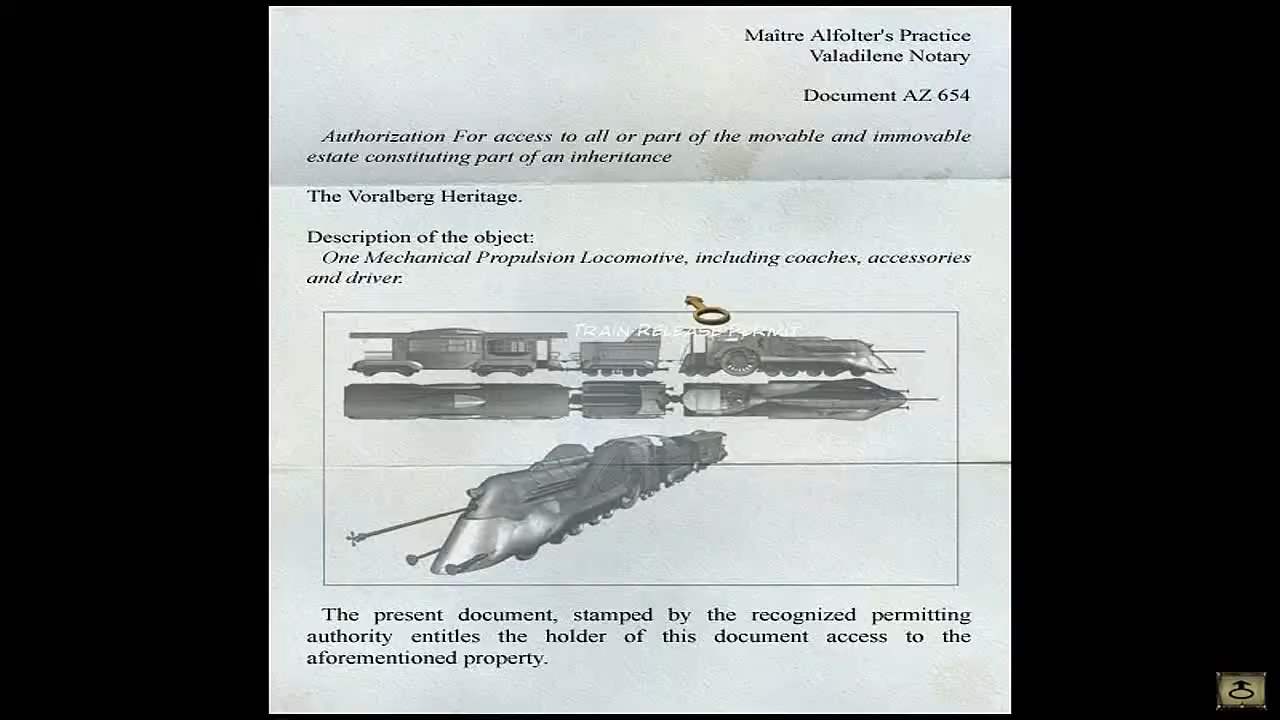 Maître Alfolter's Practice
Valadilene Notary
Document AZ 654
Authorization For access to all or part of the movable and immovable
estate constituting part of an inheritance
The Voralberg Heritage.
Description of the object:
One Mechanical Propulsion Locomotive, including coaches, accessories
and driver.
Train Release Permit
The present document, stamped by the recognized permitting
authority entitles the holder of this document access to the
aforementioned property.